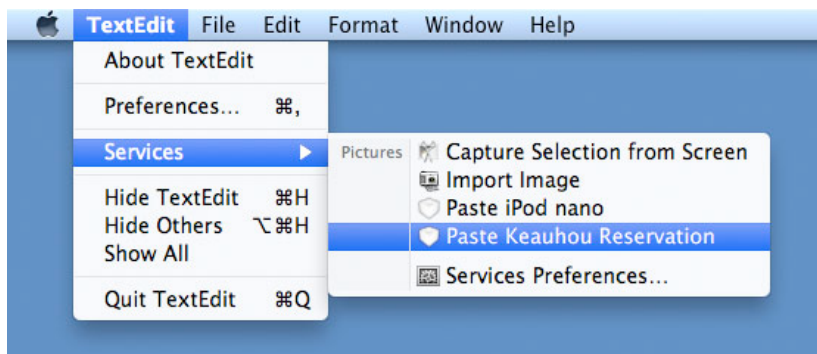 TextEdit File Edit Format Window Help
About TextEdit
Preferences... ⌘,
Services
Pictures Capture Selection from Screen
Import Image
Paste iPod nano
Paste Keauhou Reservation
Services Preferences...
Hide TextEdit ⌘H
Hide Others ⌥⌘H
Show All
Quit TextEdit ⌘Q